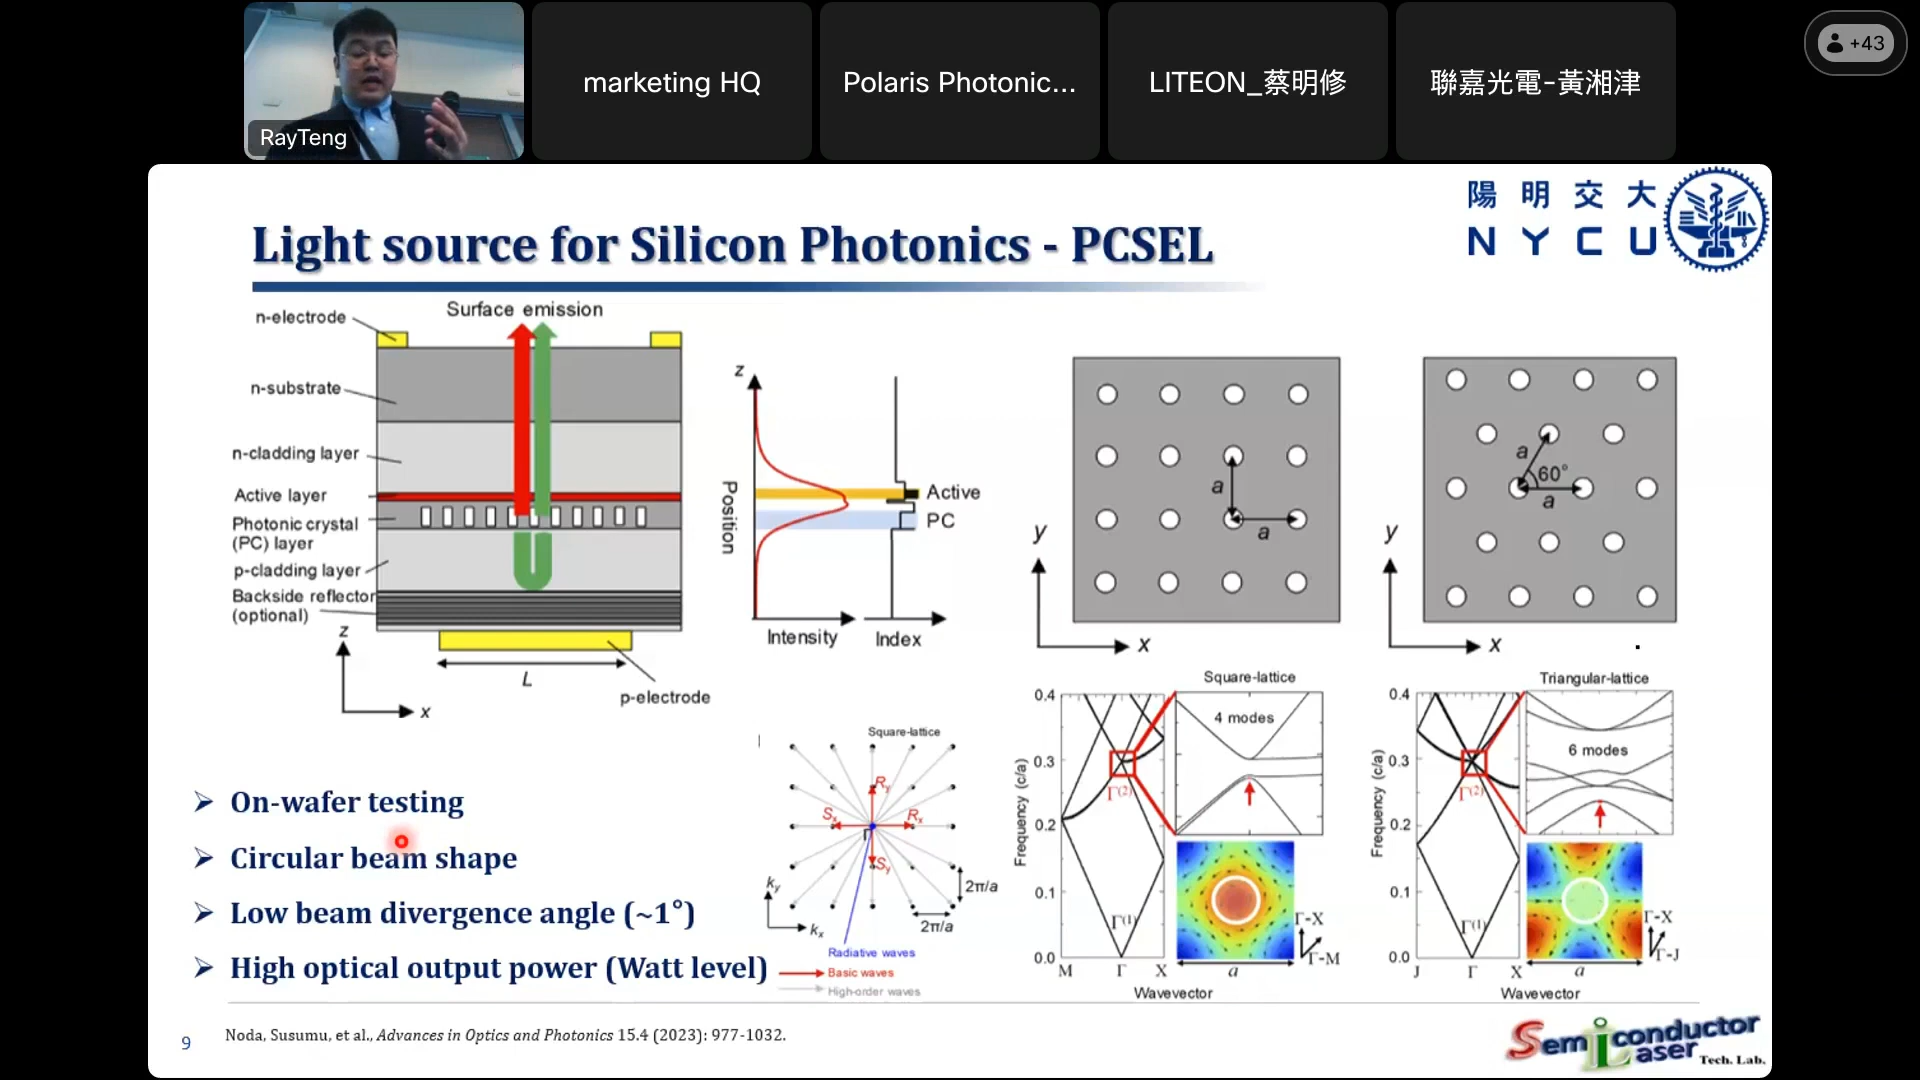 RayTeng
marketing HQ
Polaris Photonic...
LITEON_蔡明修
聯嘉光電-黃湘津
+43
陽明交大
NYCU
Light source for Silicon Photonics - PCSEL
n-electrode
Surface emission
n-substrate
n-cladding layer
Active layer
Photonic crystal
(PC) layer
p-cladding layer
Backside reflector
(optional)
z
x
L
p-electrode
z
Position
Active
PC
Intensity
Index
a
a
y
x
a
60°
a
y
x
On-wafer testing
Circular beam shape
Low beam divergence angle (~1°)
High optical output power (Watt level)
Square-lattice
Ry
Sx
Rx
Γ
Sy
ky
kx
2π/a
2π/a
Radiative waves
Basic waves
High-order waves
Square-lattice
0.4
0.3
0.2
0.1
0.0
Frequency (c/a)
4 modes
Γ(2)
Γ(1)
M
Γ
X
Wavevector
a
Γ-X
Γ-M
Triangular-lattice
0.4
0.3
0.2
0.1
0.0
Frequency (c/a)
6 modes
Γ(2)
Γ(1)
J
Γ
X
Wavevector
a
Γ-X
Γ-J
9
Noda, Susumu, et al., Advances in Optics and Photonics 15.4 (2023): 977-1032.
Semiconductor
Laser
Tech. Lab.